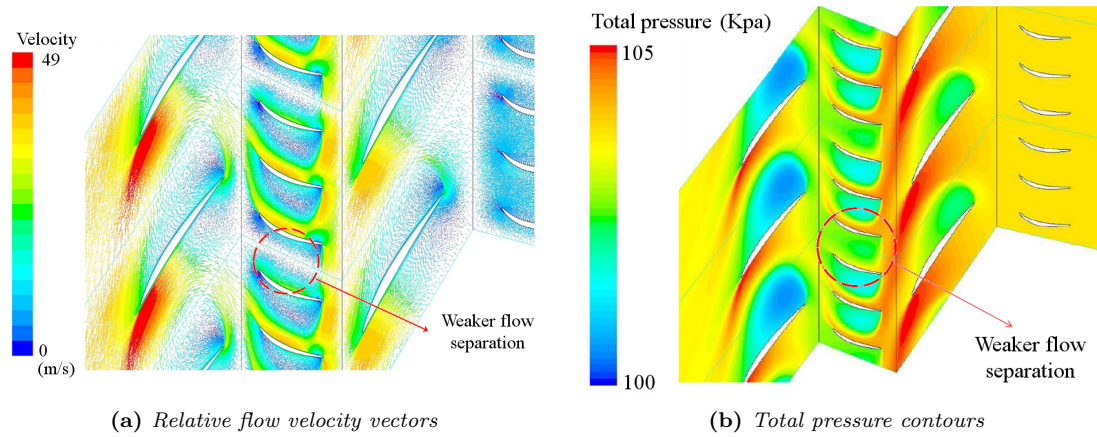 Velocity
49
0
(m/s)
Weaker flow
separation
(a) Relative flow velocity vectors
Total pressure (Kpa)
105
100
Weaker flow
separation
(b) Total pressure contours